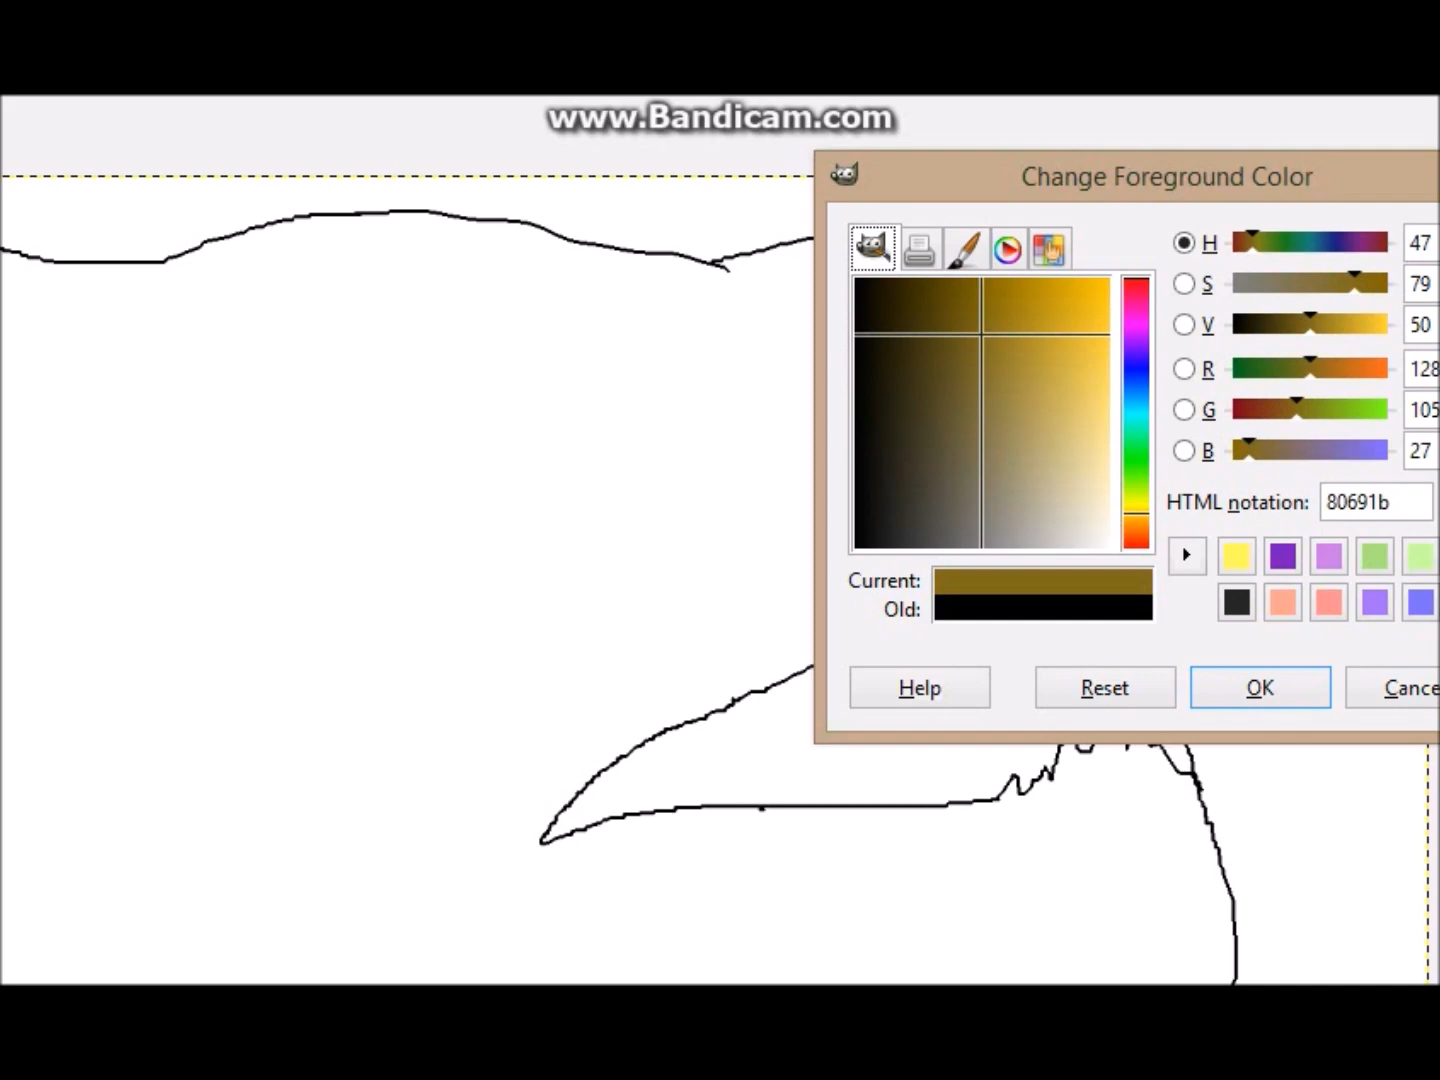 www.Bandicam.com
Change Foreground Color
H 47
S 79
V 50
R 128
G 105
B 27
HTML notation: 80691b
Current:
Old:
Help Reset OK Cance